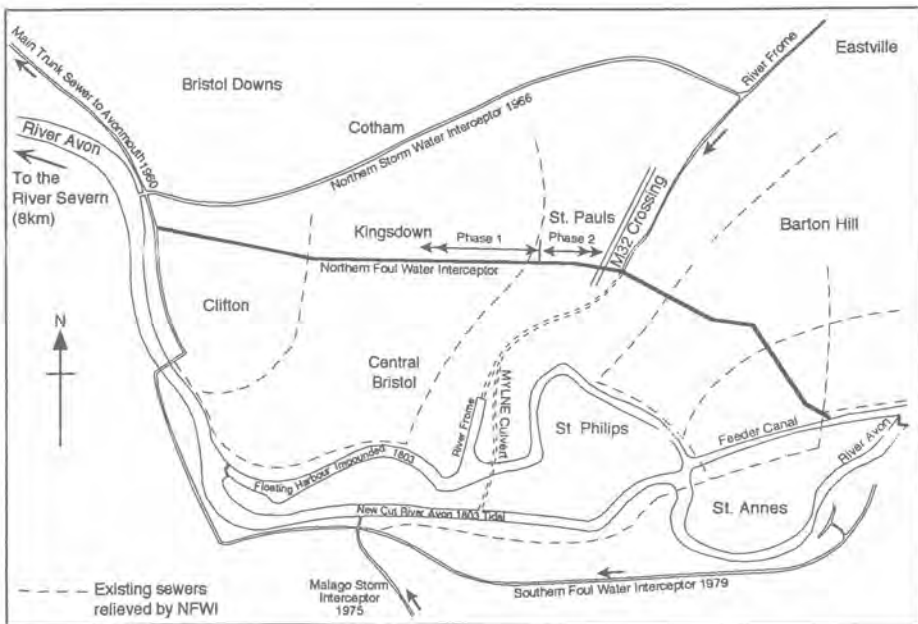 Main Trunk Sewer to Avonmouth 1960
Bristol Downs
River Frome
Eastville
River Avon
Cotham
Northern Storm Water Interceptor 1966
To the
River Severn
(8km)
St. Pauls
M32 Crossing
Barton Hill
Kingsdown
Phase 1
Phase 2
Northern Foul Water Interceptor
Clifton
N
Central
Bristol
River Frome
MYLNE Culvert
St Philips
Feeder Canal
River Avon
Floating Harbour Impounded 1803
New Cut River Avon 1803 Tidal
St. Annes
Existing sewers
relieved by NFWI
Malago Storm
Interceptor
1975
Southern Foul Water Interceptor 1979